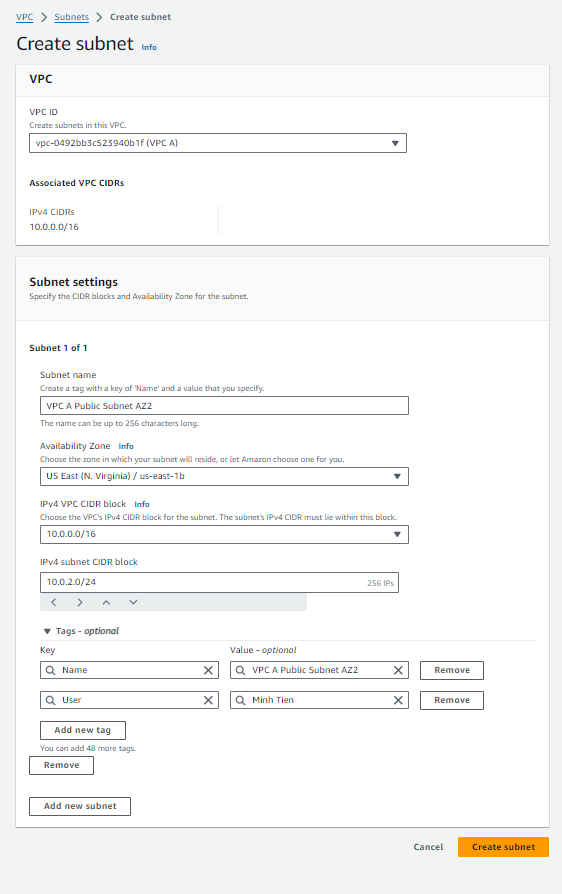 VPC > Subnets > Create subnet
Create subnet Info
VPC
VPC ID
Create subnets in this VPC.
vpc-0492bb3c523940b1f (VPC A)
Associated VPC CIDRs
IPv4 CIDRs
10.0.0.0/16
Subnet settings
Specify the CIDR blocks and Availability Zone for the subnet.
Subnet 1 of 1
Subnet name
Create a tag with a key of 'Name' and a value that you specify.
VPC A Public Subnet AZ2
The name can be up to 256 characters long.
Availability Zone Info
Choose the zone in which your subnet will reside, or let Amazon choose one for you.
US East (N. Virginia) / us-east-1b
IPv4 VPC CIDR block Info
Choose the VPC's IPv4 CIDR block for the subnet. The subnet's IPv4 CIDR must lie within this block.
10.0.0.0/16
IPv4 subnet CIDR block
10.0.2.0/24 256 IPs
Tags - optional
Key Value - optional
Name VPC A Public Subnet AZ2 Remove
User Minh Tien Remove
Add new tag
You can add 48 more tags.
Remove
Add new subnet
Cancel Create subnet